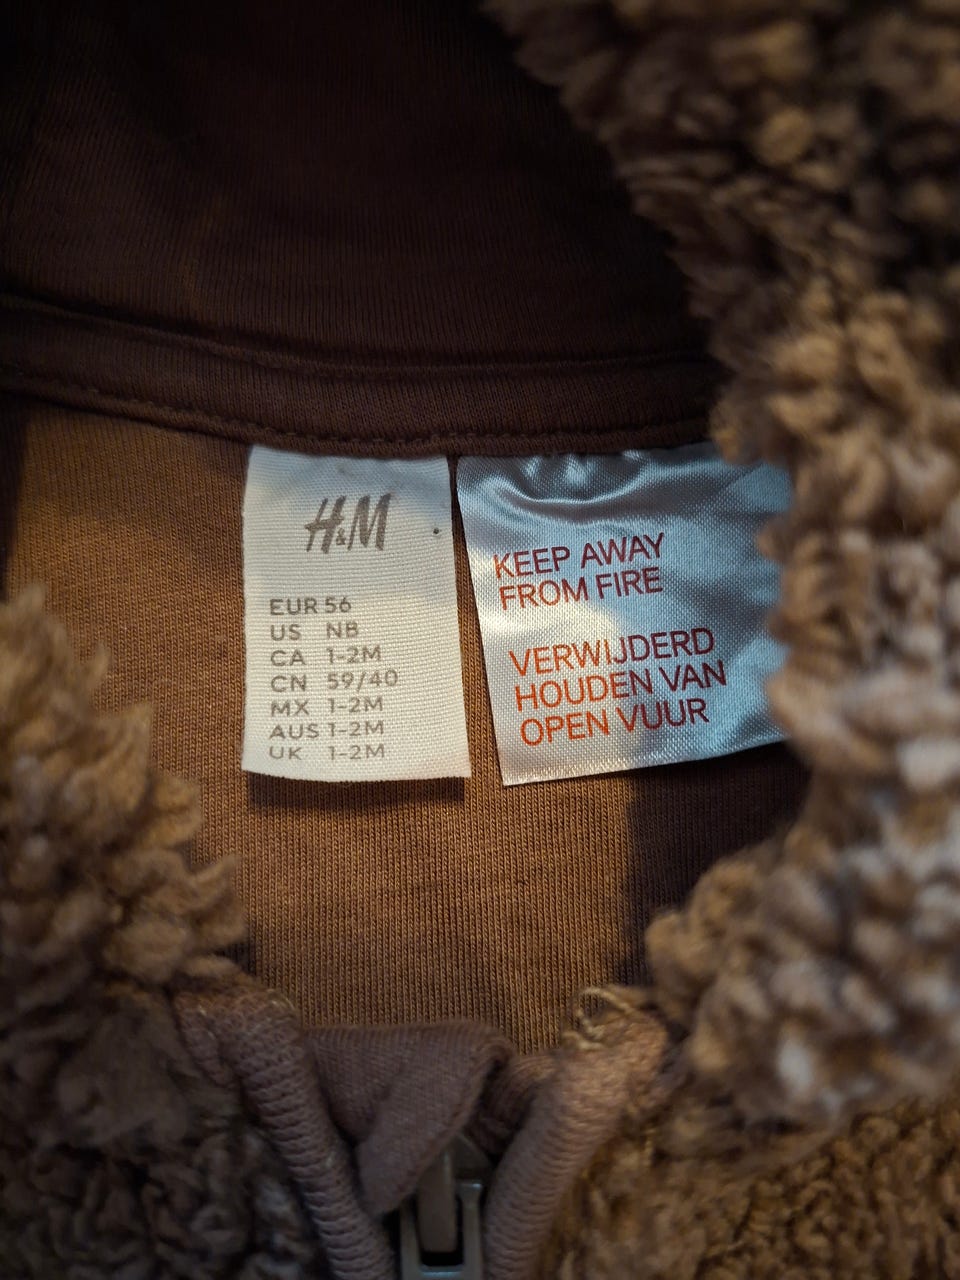 H&M
EUR 56
US NB
CA 1-2M
CN 59/40
MX 1-2M
AUS 1-2M
UK 1-2M
KEEP AWAY
FROM FIRE
VERWIJDERD
HOUDEN VAN
OPEN VUUR